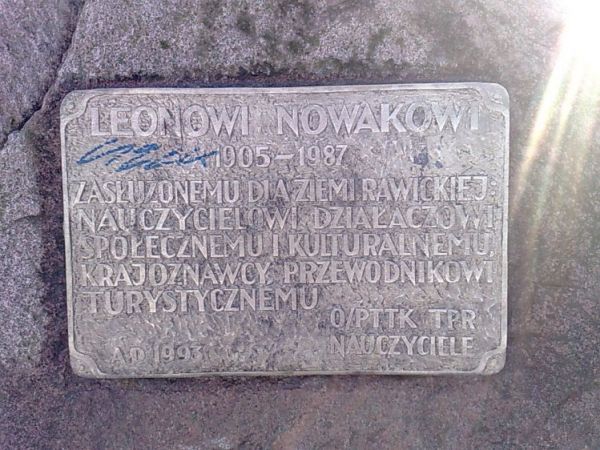 LEONOWI NOWAKOWI
1905-1987
ZASŁUŻONEMU DLA ZIEMI RAWICKIEJ:
NAUCZYCIELOWI, DZIAŁACZOWI
SPOŁECZNEMU I KULTURALNEMU,
KRAJOZNAWCY, PRZEWODNIKOWI
TURYSTYCZNEMU
O/PTTK TPR
AD 1993 NAUCZYCIELE